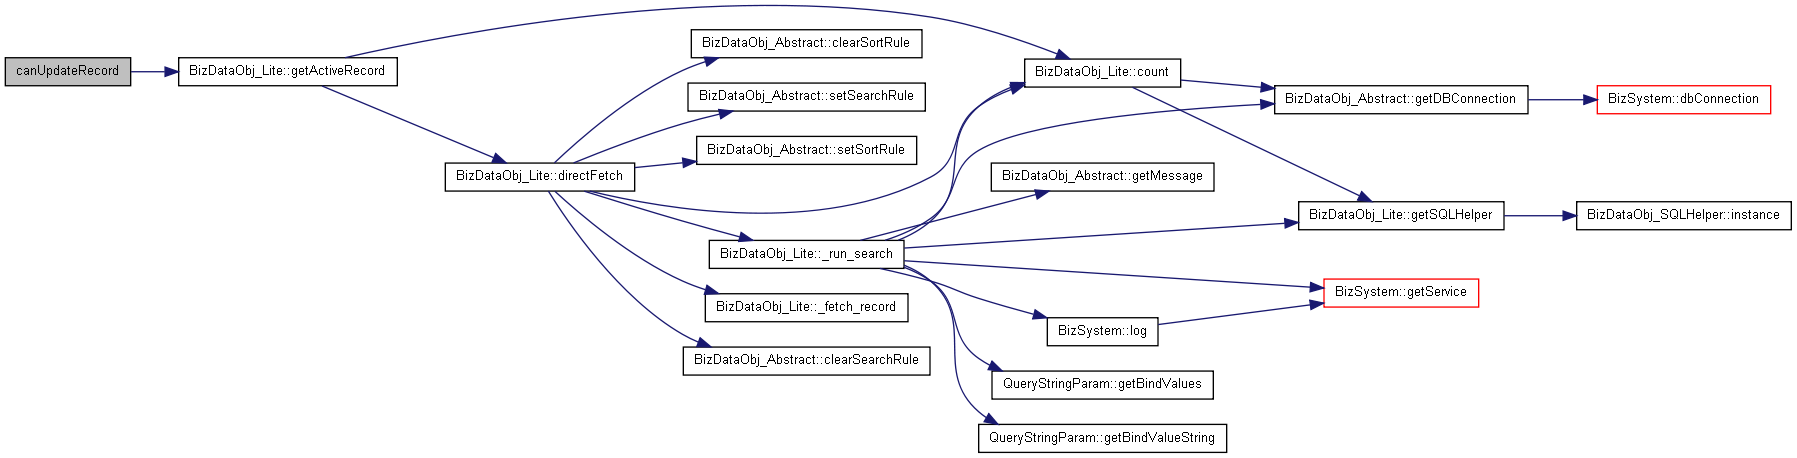 canUpdateRecord
BizDataObj_Lite::getActiveRecord
BizDataObj_Lite::directFetch
BizDataObj_Abstract::clearSortRule
BizDataObj_Abstract::setSearchRule
BizDataObj_Abstract::setSortRule
BizDataObj_Lite::_run_search
BizDataObj_Lite::_fetch_record
BizDataObj_Abstract::clearSearchRule
BizDataObj_Lite::count
BizDataObj_Abstract::getMessage
BizSystem::log
QueryStringParam::getBindValues
QueryStringParam::getBindValueString
BizDataObj_Abstract::getDBConnection
BizDataObj_Lite::getSQLHelper
BizSystem::getService
BizSystem::dbConnection
BizDataObj_SQLHelper::instance